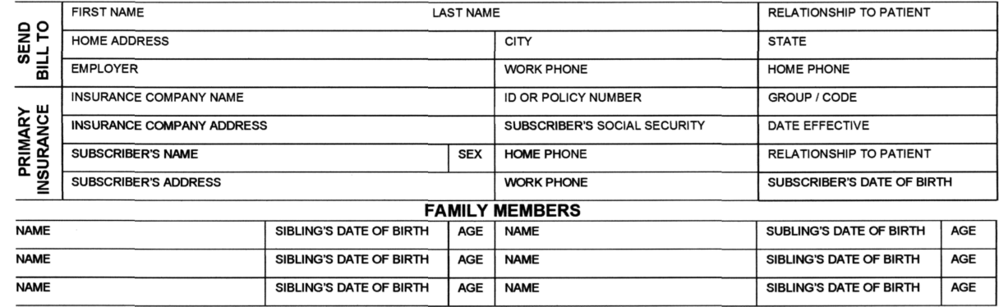 SEND BILL TO
FIRST NAME LAST NAME RELATIONSHIP TO PATIENT
HOME ADDRESS CITY STATE
EMPLOYER WORK PHONE HOME PHONE
PRIMARY INSURANCE
INSURANCE COMPANY NAME ID OR POLICY NUMBER GROUP / CODE
INSURANCE COMPANY ADDRESS SUBSCRIBER'S SOCIAL SECURITY DATE EFFECTIVE
SUBSCRIBER'S NAME SEX HOME PHONE RELATIONSHIP TO PATIENT
SUBSCRIBER'S ADDRESS WORK PHONE SUBSCRIBER'S DATE OF BIRTH
FAMILY MEMBERS
NAME SIBLING'S DATE OF BIRTH AGE NAME SUBLING'S DATE OF BIRTH AGE
NAME SIBLING'S DATE OF BIRTH AGE NAME SIBLING'S DATE OF BIRTH AGE
NAME SIBLING'S DATE OF BIRTH AGE NAME SIBLING'S DATE OF BIRTH AGE